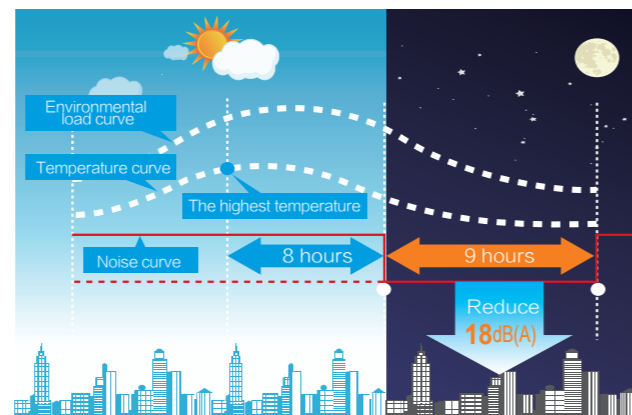 Environmental
load curve
Temperature curve
The highest temperature
Noise curve
8 hours
9 hours
Reduce
18dB(A)